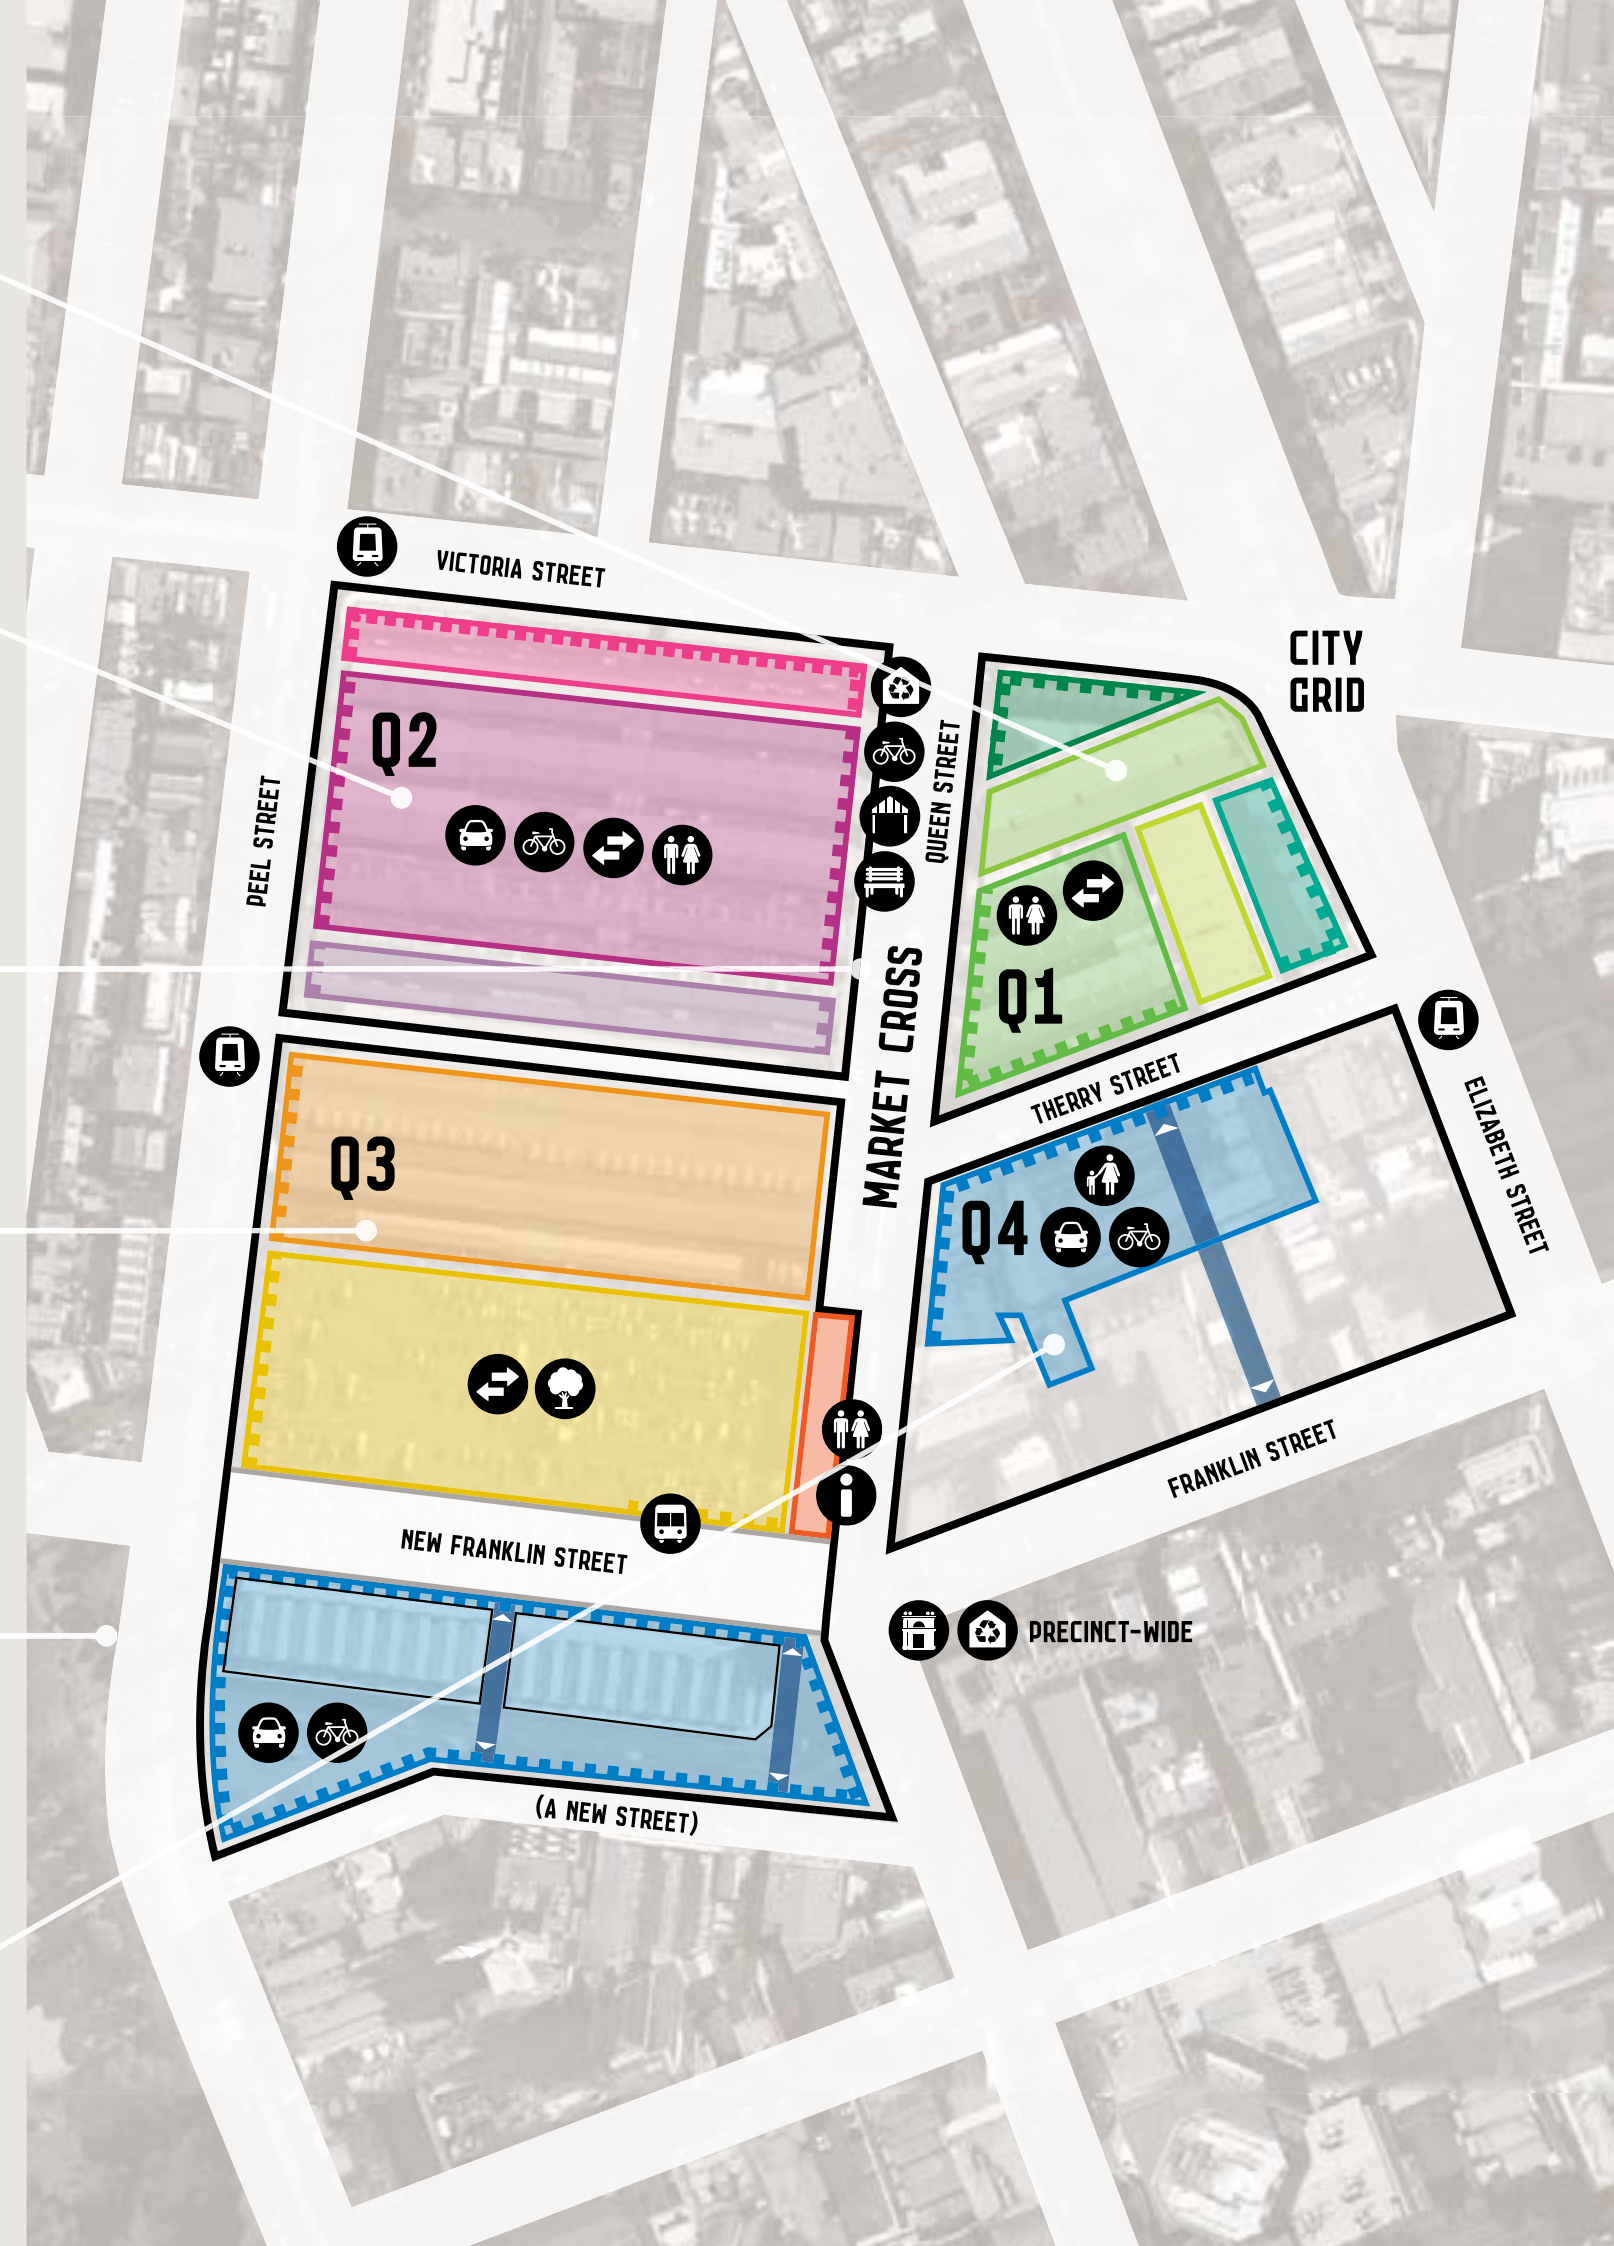 VICTORIA STREET
CITY
GRID
Q2
QUEEN STREET
PEEL STREET
Q1
MARKET CROSS
THERRY STREET
ELIZABETH STREET
Q3
Q4
FRANKLIN STREET
NEW FRANKLIN STREET
PRECINCT-WIDE
(A NEW STREET)